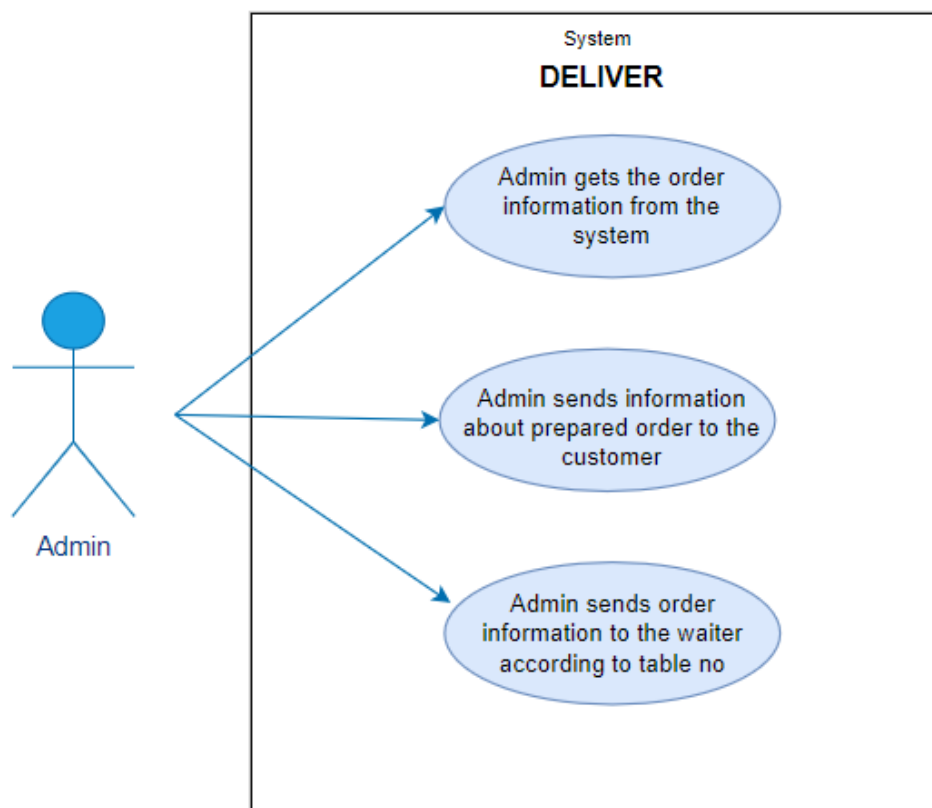 System
DELIVER
Admin gets the order
information from the
system
Admin sends information
about prepared order to the
customer
Admin
Admin sends order
information to the waiter
according to table no